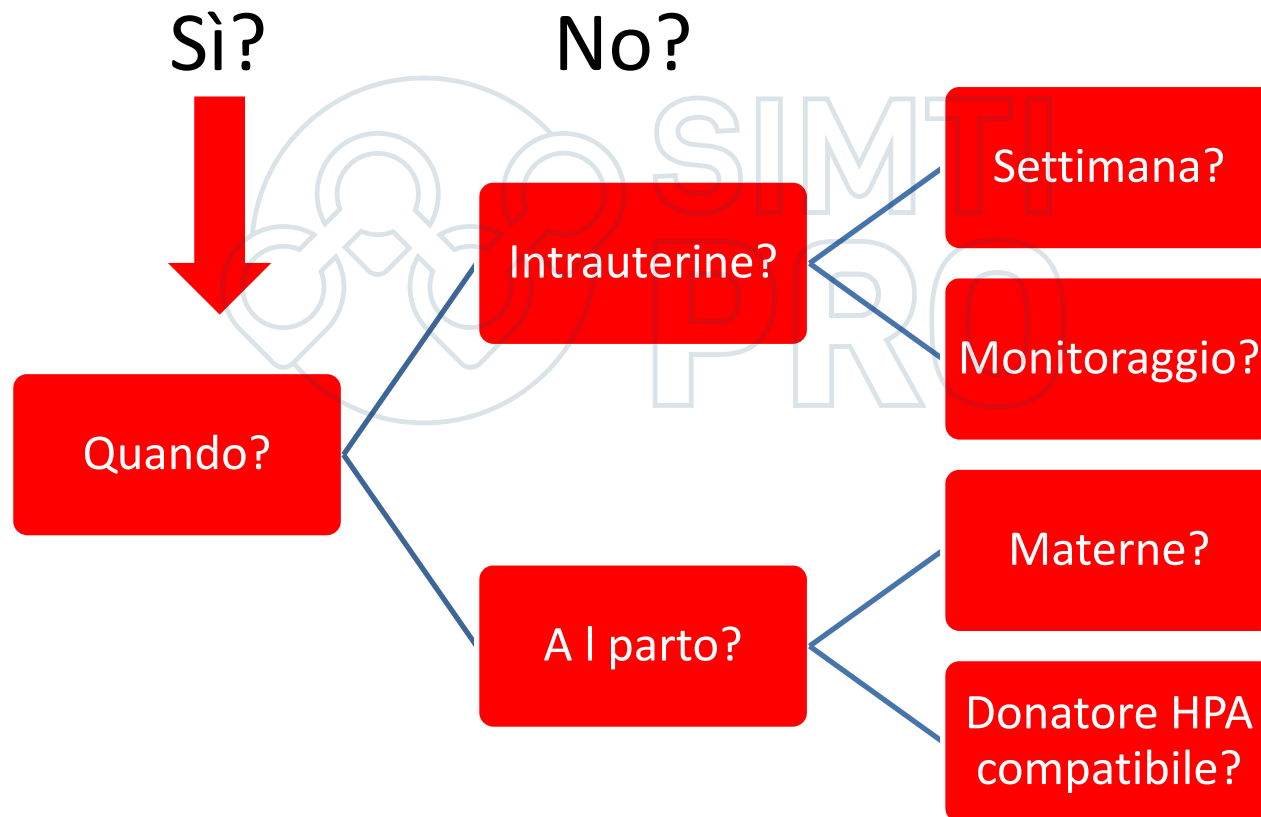 Sì?
No?
SIMTI
PRO
Quando?
Intrauterine?
Settimana?
Monitoraggio?
A l parto?
Materne?
Donatore HPA
compatibile?